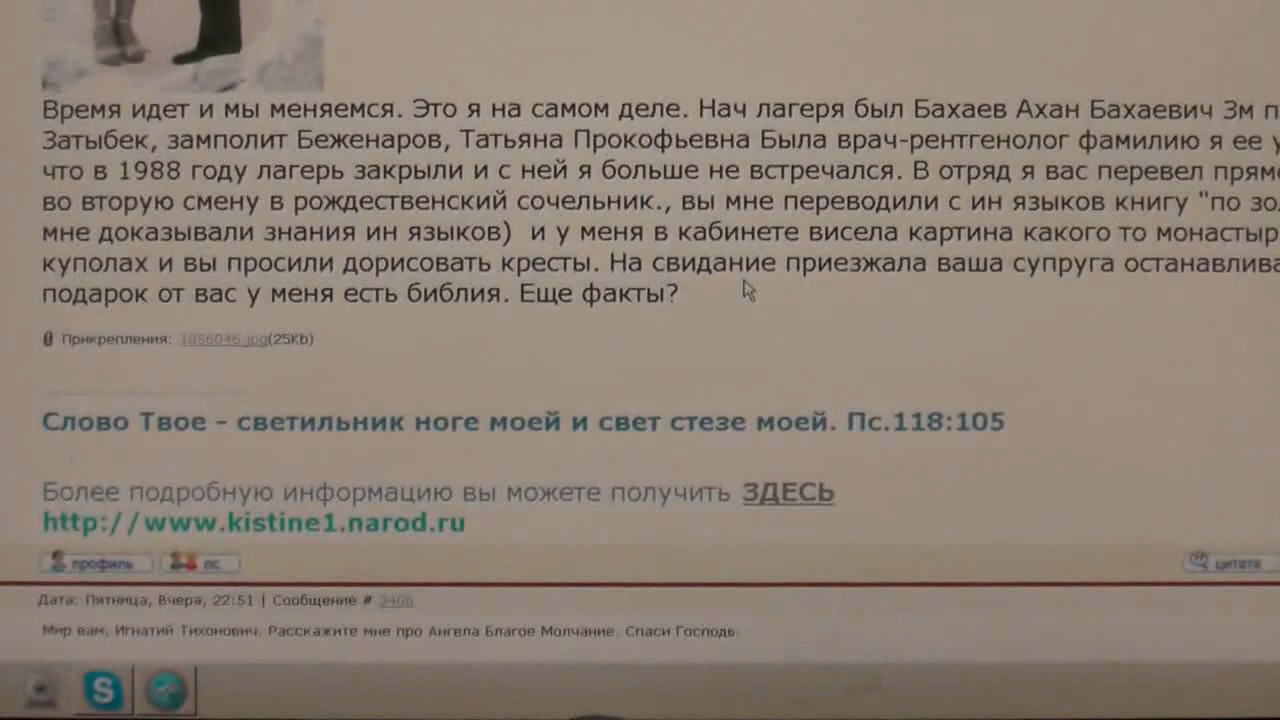 Время идет и мы меняемся. Это я на самом деле. Нач лагеря был Бахаев Ахан Бахаевич Зм п
Затыбек, замполит Беженаров, Татьяна Прокофьевна Была врач-рентгенолог фамилию я ее у
что в 1988 году лагерь закрыли и с ней я больше не встречался. В отряд я вас перевел прям
во вторую смену в рождественский сочельник., вы мне переводили с ин языков книгу "по зол
мне доказывали знания ин языков) и у меня в кабинете висела картина какого то монастыр
куполах и вы просили дорисовать кресты. На свидание приезжала ваша супруга останавлива
подарок от вас у меня есть библия. Еще факты?
Прикрепления: 1856046.jpg(25Kb)
Слово Твое - светильник ноге моей и свет стезе моей. Пс.118:105
Более подробную информацию вы можете получить ЗДЕСЬ
http://www.kistine1.narod.ru
профиль лс цитата
Дата: Пятница, Вчера, 22:51 | Сообщение #
Мир вам, Игнатий Тихонович. Расскажите мне про Ангела Благое Молчание. Спаси Господь.